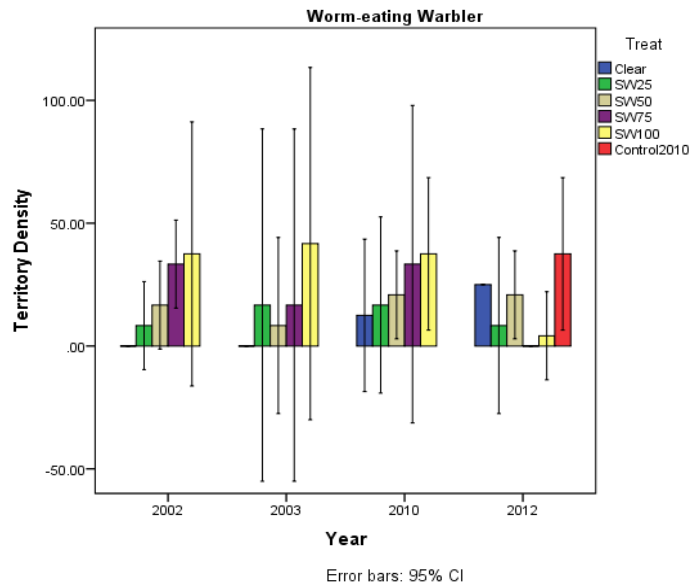 Worm-eating Warbler
Treat
Clear
SW25
SW50
SW75
SW100
Control2010
Territory Density
100.00
50.00
.00
-50.00
2002 2003 2010 2012
Year
Error bars: 95% CI